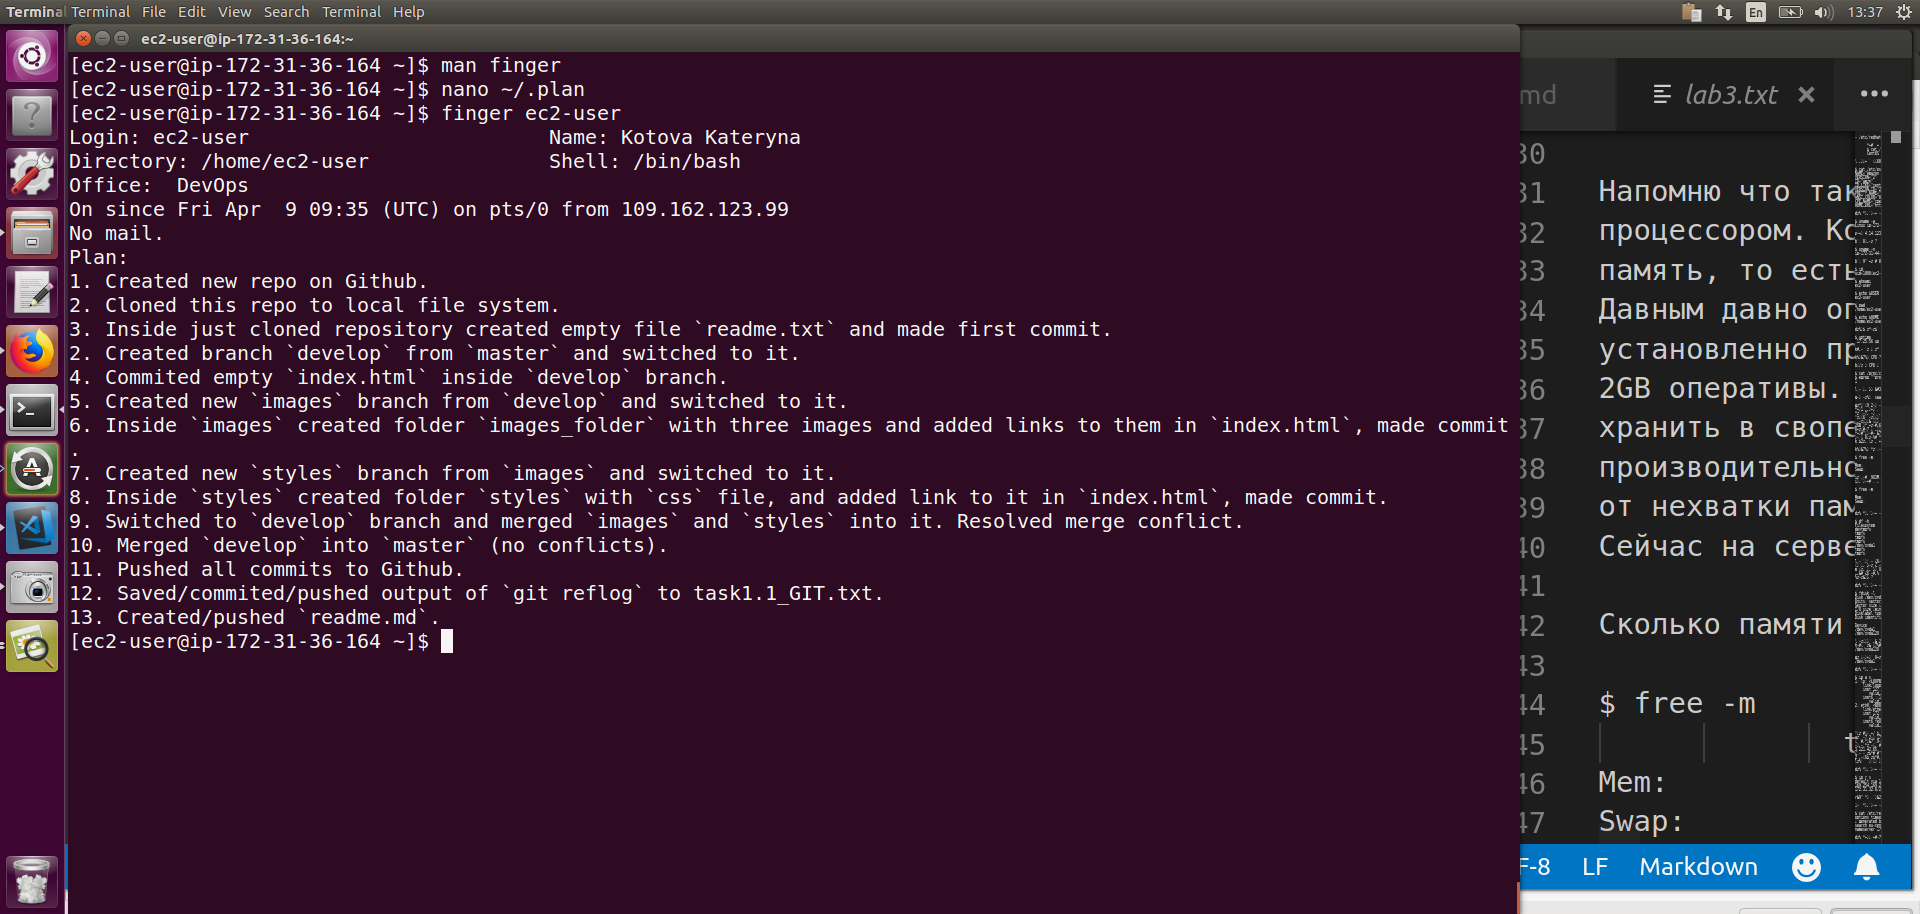 Terminal Terminal File Edit View Search Terminal Help
En 13:37
ec2-user@ip-172-31-36-164:~
[ec2-user@ip-172-31-36-164 ~]$ man finger
[ec2-user@ip-172-31-36-164 ~]$ nano ~/.plan
[ec2-user@ip-172-31-36-164 ~]$ finger ec2-user
Login: ec2-user Name: Kotova Kateryna
Directory: /home/ec2-user Shell: /bin/bash
Office: DevOps
On since Fri Apr  9 09:35 (UTC) on pts/0 from 109.162.123.99
No mail.
Plan:
1. Created new repo on Github.
2. Cloned this repo to local file system.
3. Inside just cloned repository created empty file `readme.txt` and made first commit.
2. Created branch `develop` from `master` and switched to it.
4. Commited empty `index.html` inside `develop` branch.
5. Created new `images` branch from `develop` and switched to it.
6. Inside `images` created folder `images_folder` with three images and added links to them in `index.html`, made commit
.
7. Created new `styles` branch from `images` and switched to it.
8. Inside `styles` created folder `styles` with `css` file, and added link to it in `index.html`, made commit.
9. Switched to `develop` branch and merged `images` and `styles` into it. Resolved merge conflict.
10. Merged `develop` into `master` (no conflicts).
11. Pushed all commits to Github.
12. Saved/commited/pushed output of `git reflog` to task1.1_GIT.txt.
13. Created/pushed `readme.md`.
[ec2-user@ip-172-31-36-164 ~]$
md lab3.txt
30
31 Напомню что так
32 процессором. Ко
33 память, то есть
34 Давным давно оп
35 установленно пр
36 2GB оперативы.
37 хранить в свопе
38 производительно
39 от нехватки пам
40 Сейчас на серве
41
42 Сколько памяти
43
44 $ free -m
45 t
46 Mem:
47 Swap:
F-8 LF Markdown